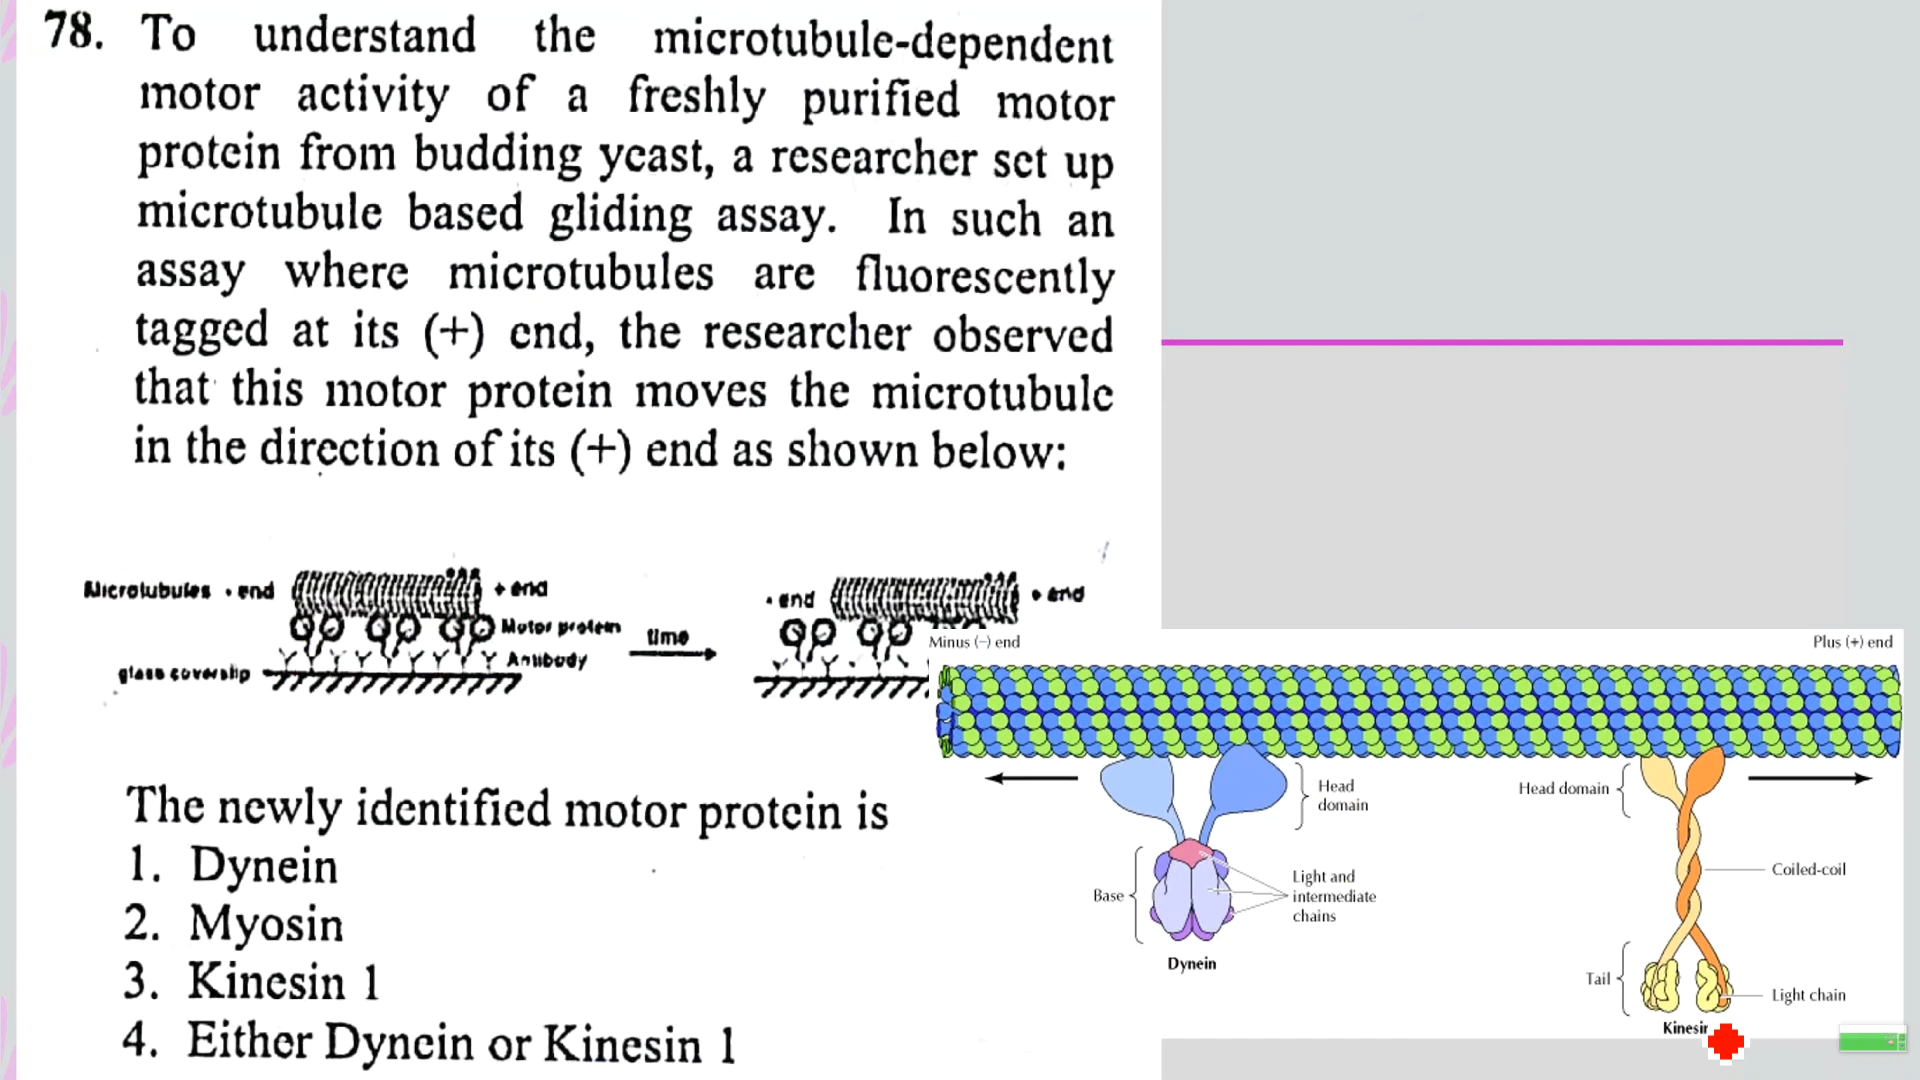 78. To understand the microtubule-dependent
motor activity of a freshly purified motor
protein from budding yeast, a researcher set up
microtubule based gliding assay. In such an
assay where microtubules are fluorescently
tagged at its (+) end, the researcher observed
that this motor protein moves the microtubule
in the direction of its (+) end as shown below:
Microtubules - end
+ end
Motor protein
Antibody
glass coverslip
time
- end
+ end
The newly identified motor protein is
1. Dynein
2. Myosin
3. Kinesin 1
4. Either Dynein or Kinesin 1
Minus (−) end
Plus (+) end
Head
domain
Base
Light and
intermediate
chains
Dynein
Head domain
Coiled-coil
Tail
Light chain
Kinesin